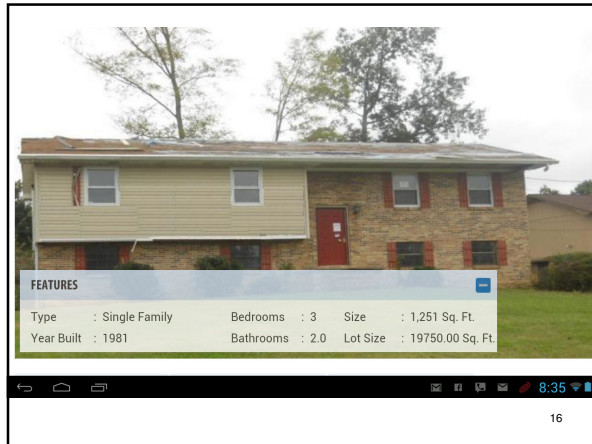 FEATURES
Type : Single Family Bedrooms : 3 Size : 1,251 Sq. Ft.
Year Built : 1981 Bathrooms : 2.0 Lot Size : 19750.00 Sq. Ft.
8:35
16